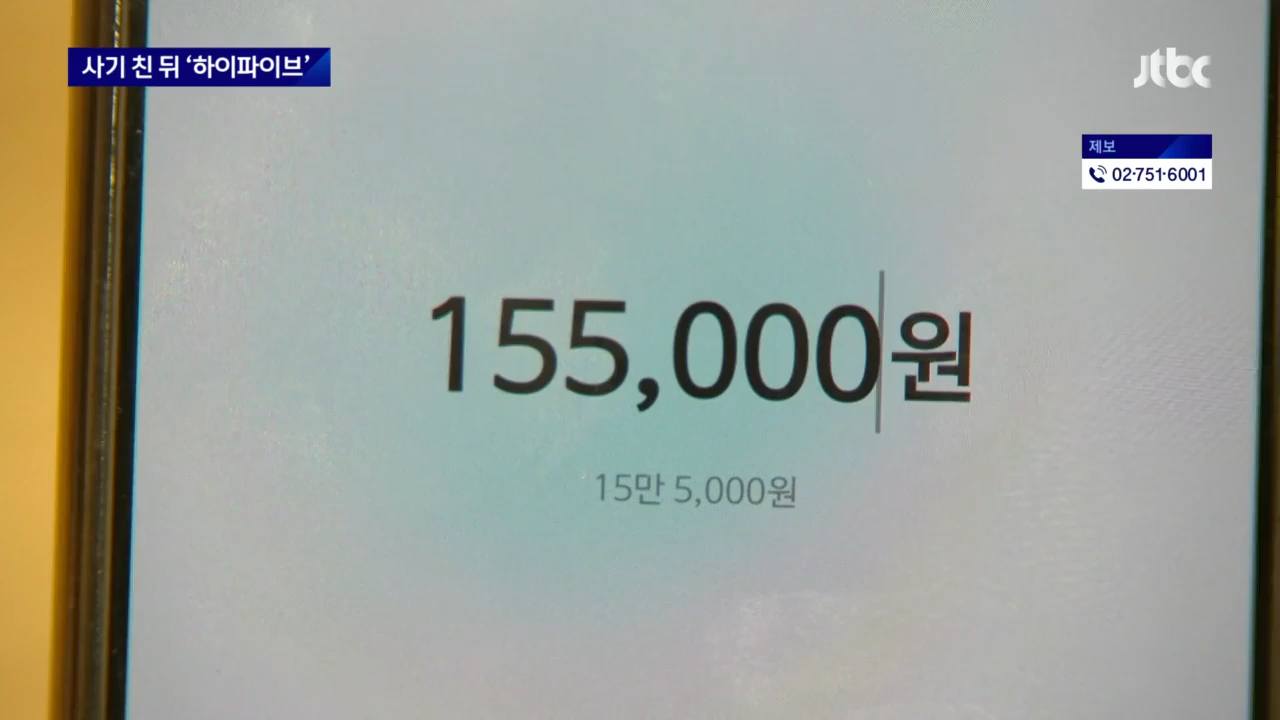 사기 친 뒤 ‘하이파이브’
jtbc
제보
02·751·6001
155,000원
15만 5,000원